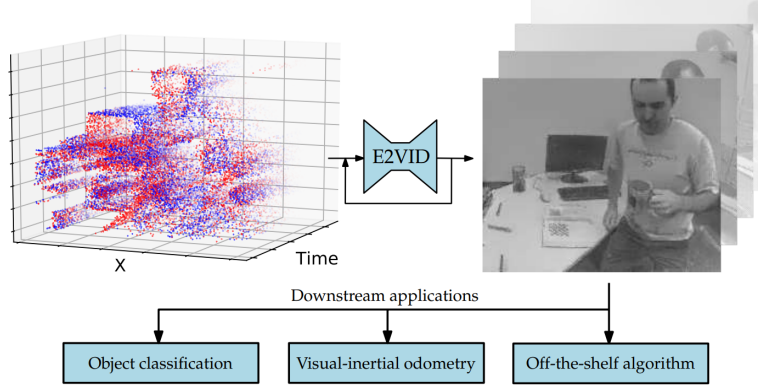 E2VID
Time
X
Downstream applications
Object classification
Visual-inertial odometry
Off-the-shelf algorithm